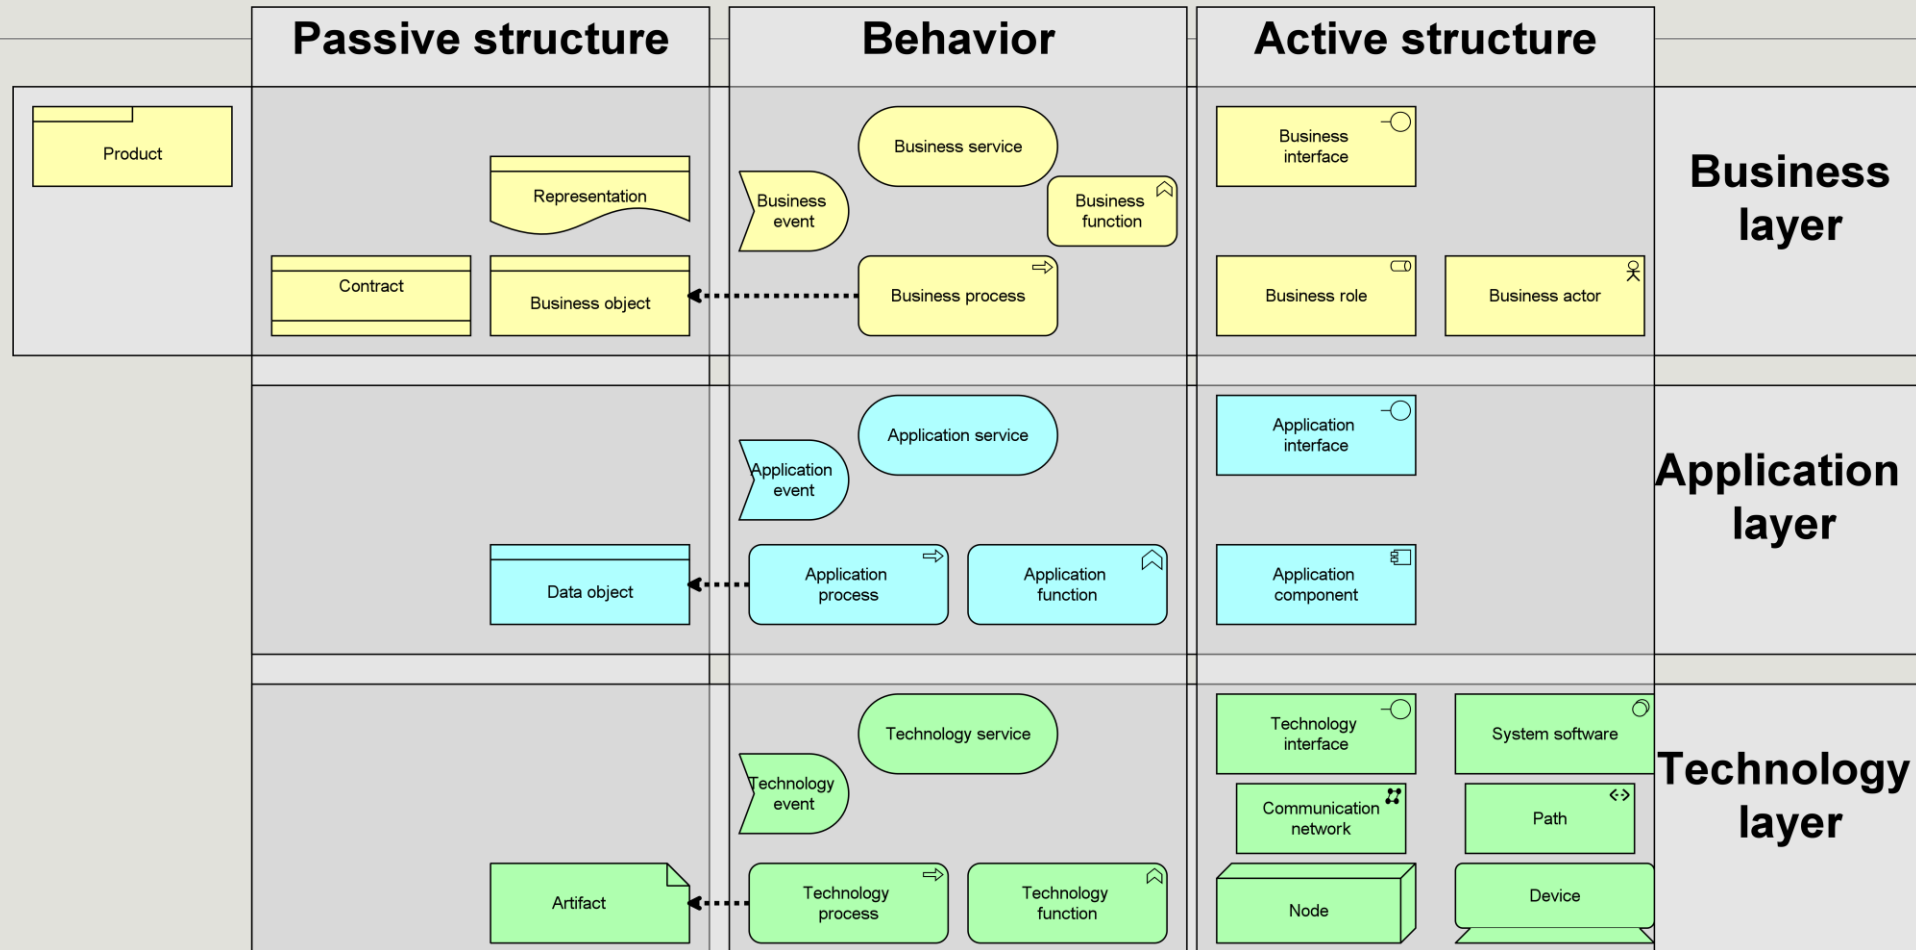 Passive structure
Behavior
Active structure
Product
Representation
Contract
Business object
Business service
Business
event
Business
function
Business process
Business
interface
Business role
Business actor
Business
layer
Data object
Application service
Application
event
Application
process
Application
function
Application
interface
Application
component
Application
layer
Artifact
Technology service
Technology
event
Technology
process
Technology
function
Technology
interface
System software
Communication
network
Path
Node
Device
Technology
layer